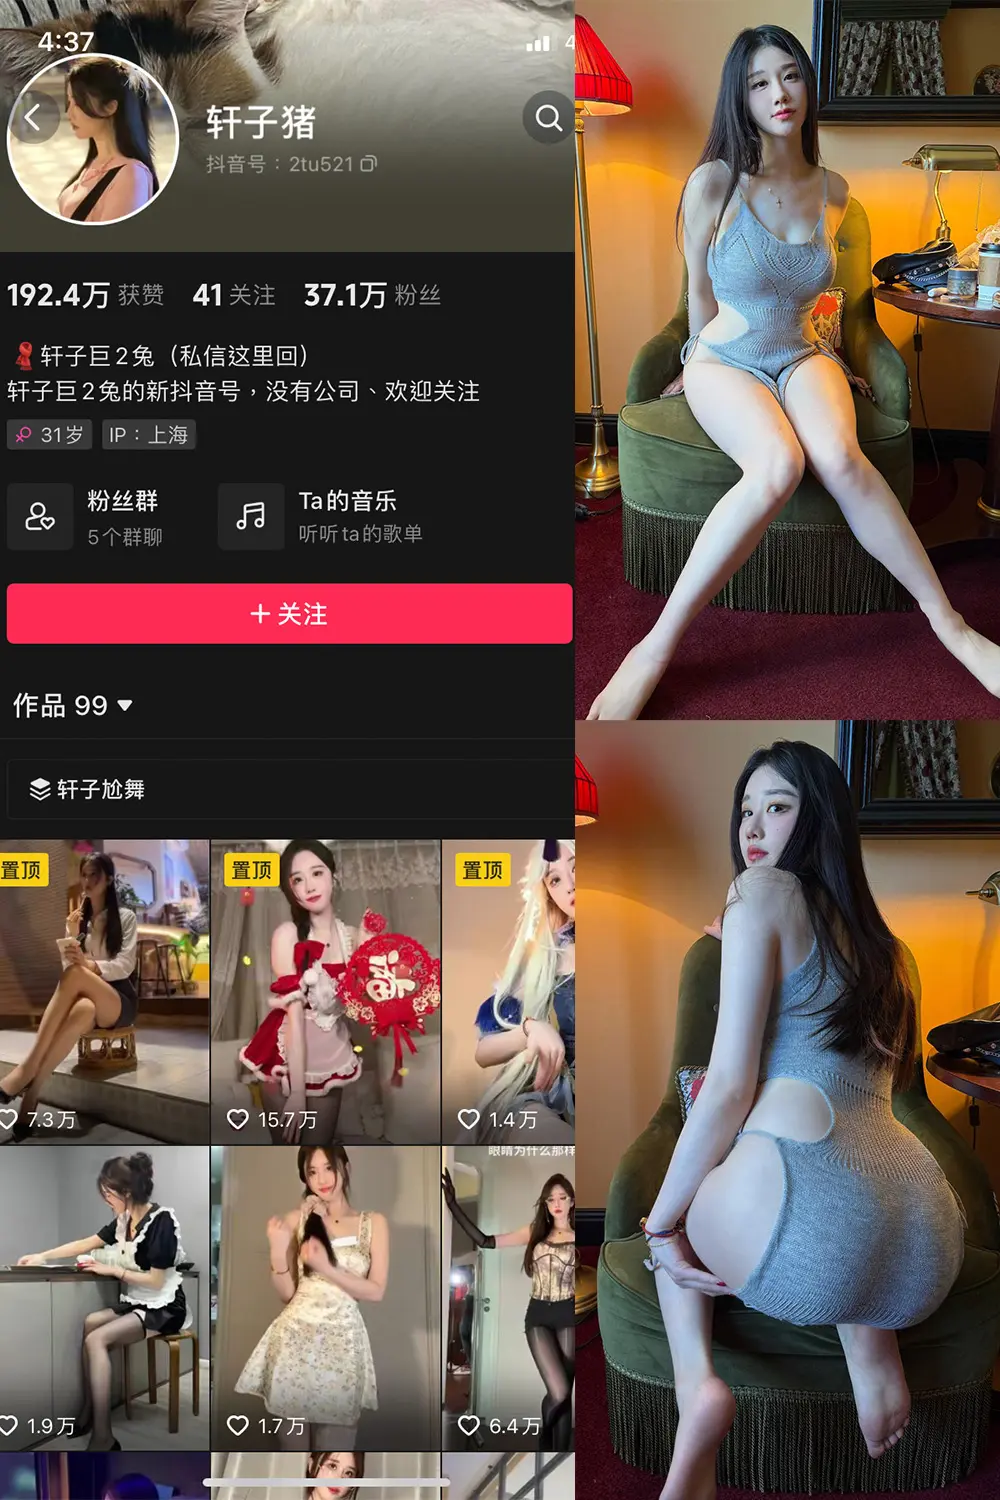 4:37
4
轩子猪
抖音号：2tu521
192.4万 获赞 41 关注 37.1万 粉丝
轩子巨2兔（私信这里回）
轩子巨2兔的新抖音号，没有公司、欢迎关注
31岁 IP：上海
粉丝群
5个群聊
Ta的音乐
听听ta的歌单
+ 关注
作品 99
轩子尬舞
置顶 置顶 置顶
福
7.3万 15.7万 1.4万
眼睛为什么那样
1.9万 1.7万 6.4万